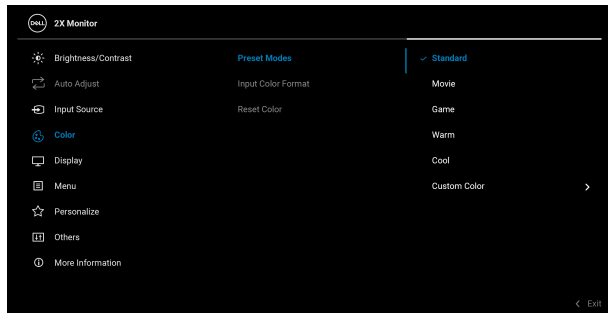 DELL 2X Monitor
Brightness/Contrast Preset Modes Standard
Auto Adjust Input Color Format Movie
Input Source Reset Color Game
Color Warm
Display Cool
Menu Custom Color
Personalize
Others
More Information
Exit